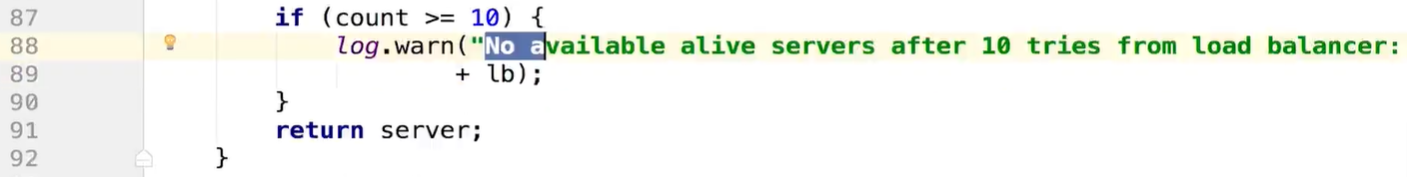 87 if (count >= 10) {
88 log.warn("No available alive servers after 10 tries from load balancer:
89 + lb);
90 }
91 return server;
92 }